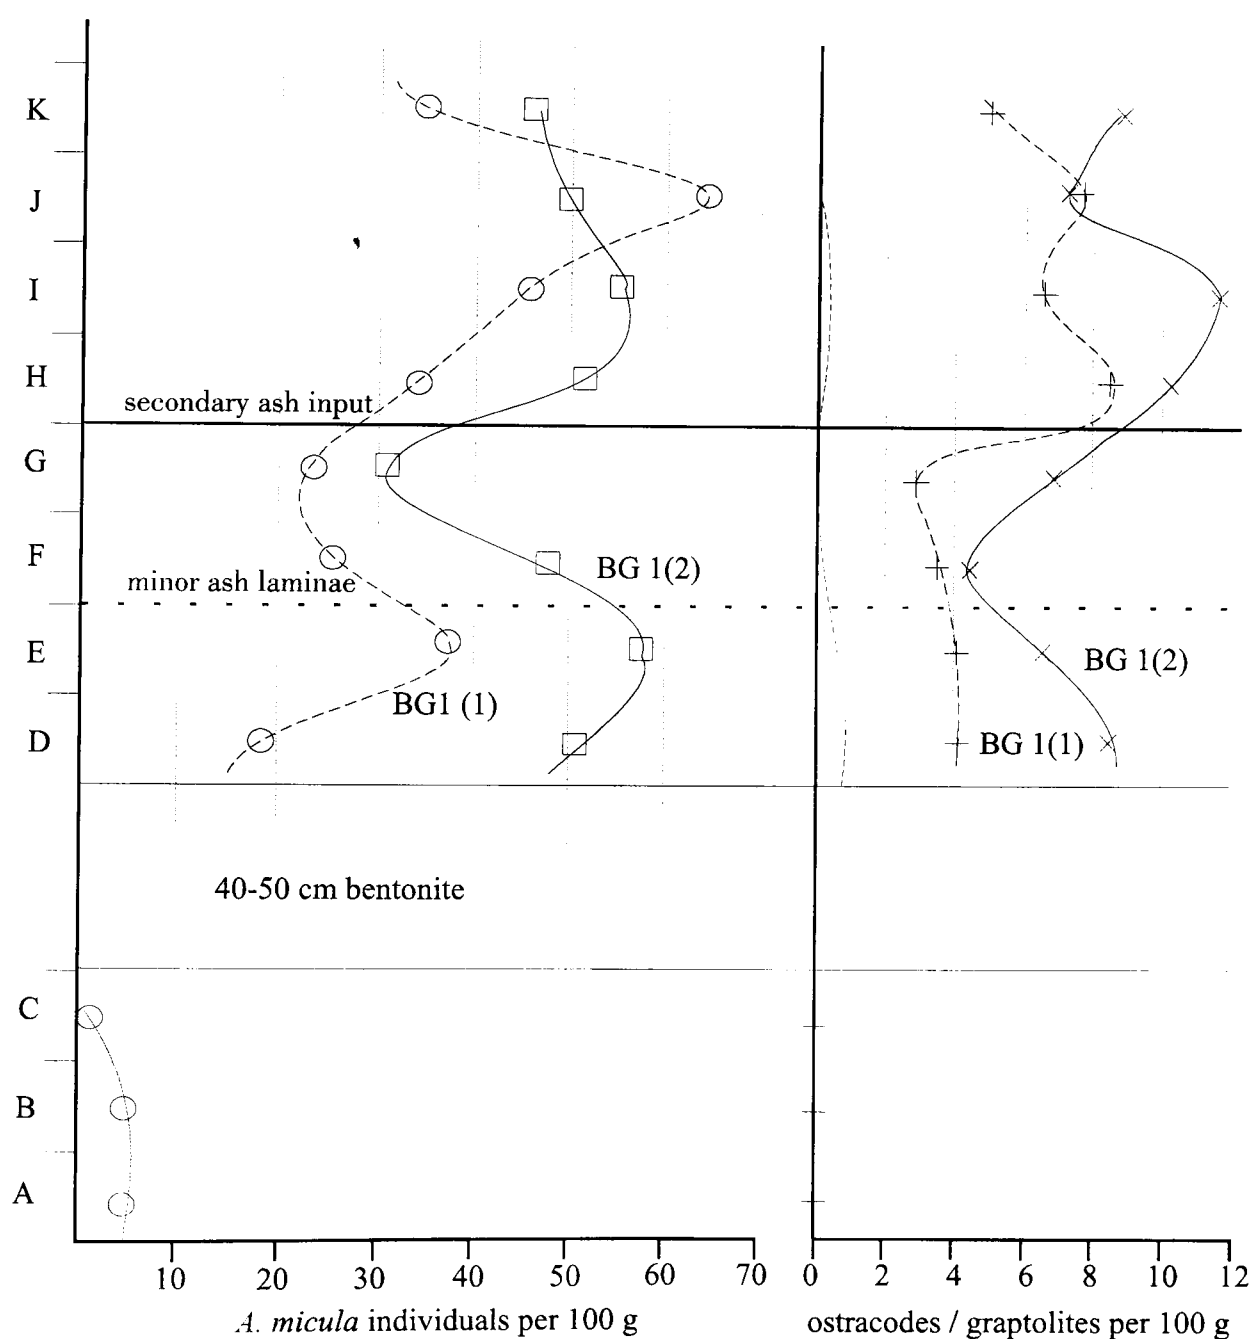 K
J
I
H
secondary ash input
G
F
minor ash laminae
BG 1(2)
E
BG 1(2)
BG1 (1)
D
BG 1(1)
40-50 cm bentonite
C
B
A
10 20 30 40 50 60 70
0 2 4 6 8 10 12
A. micula individuals per 100 g
ostracodes / graptolites per 100 g